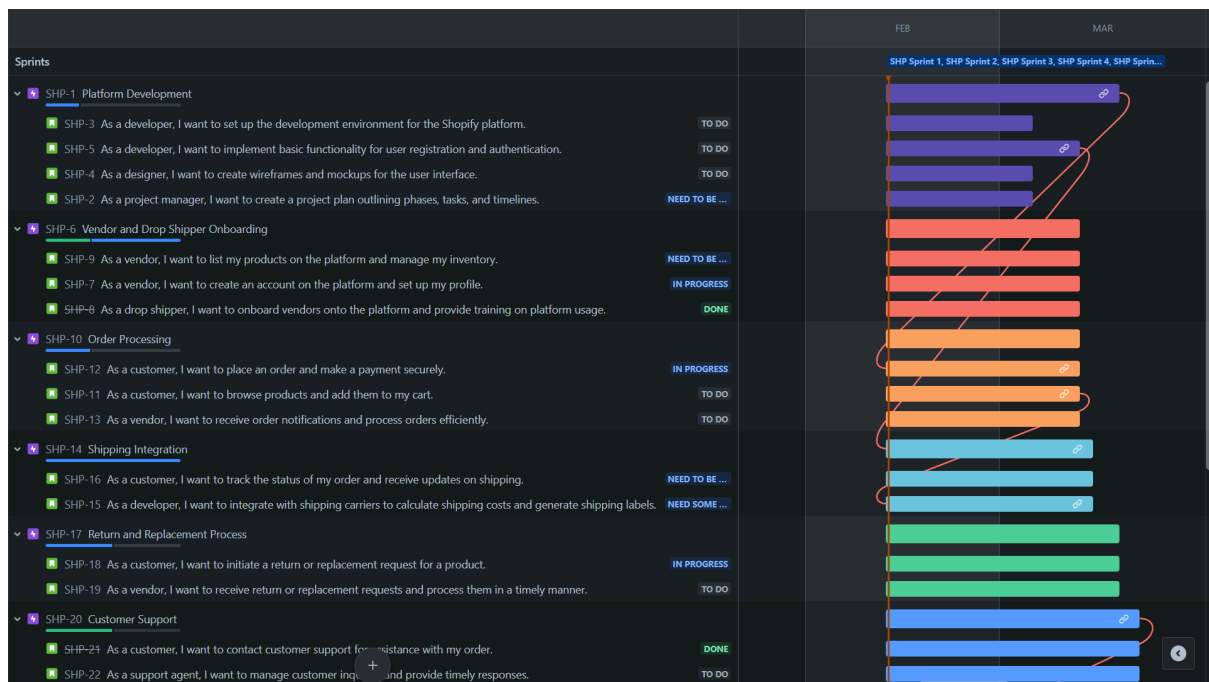 FEB MAR
Sprints SHP Sprint 1, SHP Sprint 2, SHP Sprint 3, SHP Sprint 4, SHP Sprin...
SHP-1 Platform Development
SHP-3 As a developer, I want to set up the development environment for the Shopify platform. TO DO
SHP-5 As a developer, I want to implement basic functionality for user registration and authentication. TO DO
SHP-4 As a designer, I want to create wireframes and mockups for the user interface. TO DO
SHP-2 As a project manager, I want to create a project plan outlining phases, tasks, and timelines. NEED TO BE ...
SHP-6 Vendor and Drop Shipper Onboarding
SHP-9 As a vendor, I want to list my products on the platform and manage my inventory. NEED TO BE ...
SHP-7 As a vendor, I want to create an account on the platform and set up my profile. IN PROGRESS
SHP-8 As a drop shipper, I want to onboard vendors onto the platform and provide training on platform usage. DONE
SHP-10 Order Processing
SHP-12 As a customer, I want to place an order and make a payment securely. IN PROGRESS
SHP-11 As a customer, I want to browse products and add them to my cart. TO DO
SHP-13 As a vendor, I want to receive order notifications and process orders efficiently. TO DO
SHP-14 Shipping Integration
SHP-16 As a customer, I want to track the status of my order and receive updates on shipping. NEED TO BE ...
SHP-15 As a developer, I want to integrate with shipping carriers to calculate shipping costs and generate shipping labels. NEED SOME ...
SHP-17 Return and Replacement Process
SHP-18 As a customer, I want to initiate a return or replacement request for a product. IN PROGRESS
SHP-19 As a vendor, I want to receive return or replacement requests and process them in a timely manner. TO DO
SHP-20 Customer Support
SHP-21 As a customer, I want to contact customer support for assistance with my order. DONE
SHP-22 As a support agent, I want to manage customer and provide timely responses. TO DO